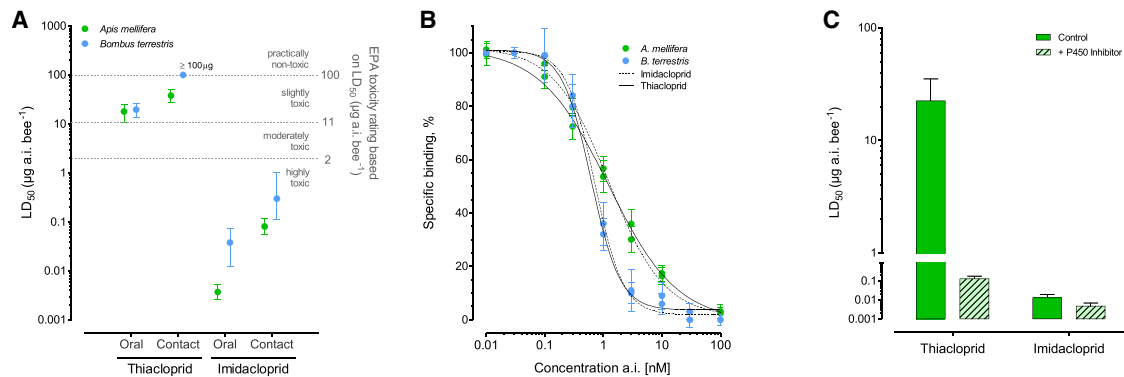 A
LD50 (µg a.i. bee-1)
1000
100
10
1
0.1
0.01
0.001
Apis mellifera
Bombus terrestris
≥ 100 µg
practically
non-toxic
100
slightly
toxic
11
moderately
toxic
2
highly
toxic
EPA toxicity rating based
on LD50 (µg a.i. bee-1)
Oral Contact Oral Contact
Thiacloprid Imidacloprid
B
Specific binding, %
100
80
60
40
20
0
A. mellifera
B. terrestris
Imidacloprid
Thiacloprid
0.01 0.1 1 10 100
Concentration a.i. [nM]
C
LD50 (µg a.i. bee-1)
100
10
1
0.1
0.01
0.001
Control
+ P450 Inhibitor
Thiacloprid Imidacloprid